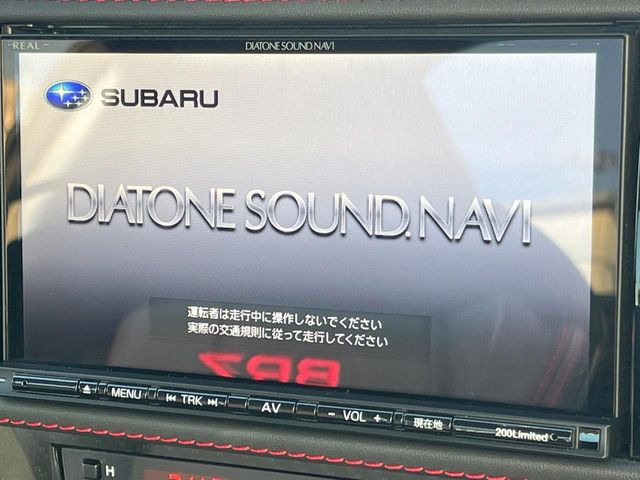 REAL
DIATONE SOUND NAVI
SUBARU
DIATONE SOUND.NAVI
運転者は走行中に操作しないでください
実際の交通規則に従って走行してください
MENU
TRK
AV
− VOL +
現在地
200Limited
H